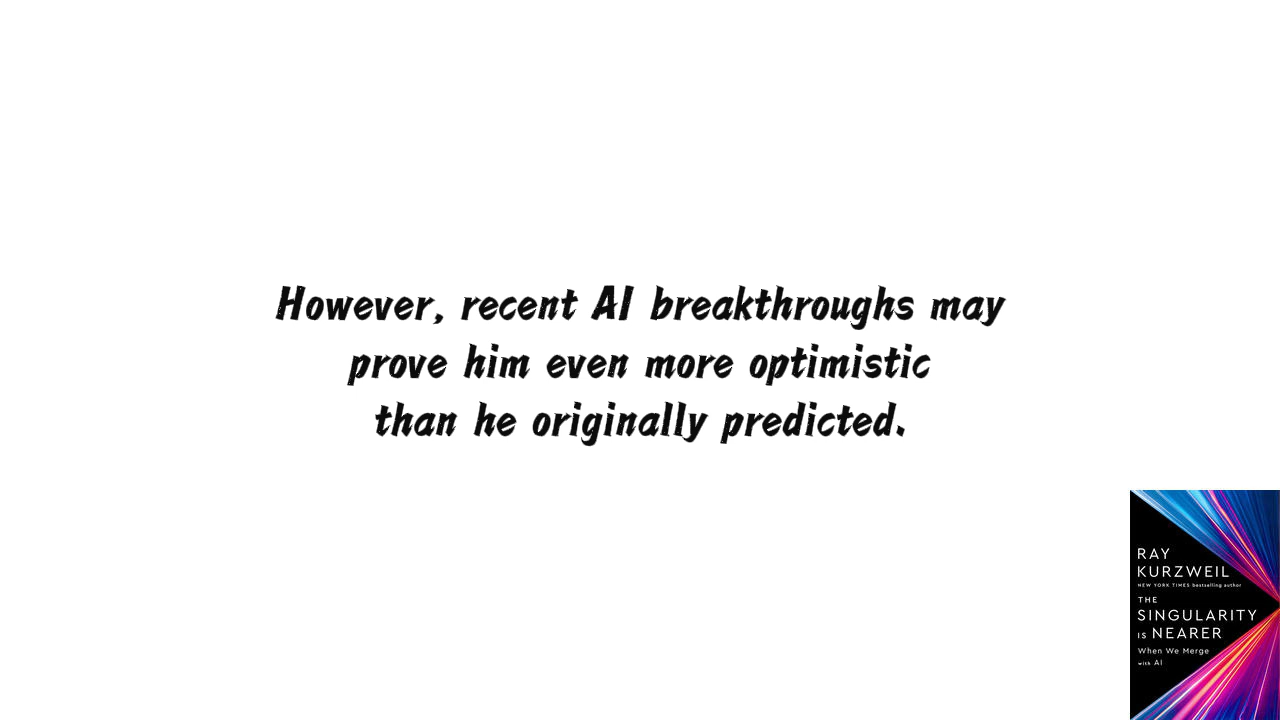 However, recent AI breakthroughs may
prove him even more optimistic
than he originally predicted.
RAY
KURZWEIL
NEW YORK TIMES bestselling author
THE
SINGULARITY
IS NEARER
When We Merge
with AI